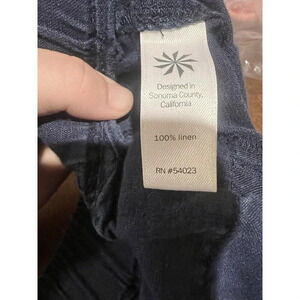 Designed in
Sonoma County,
California
100% linen
RN #54023